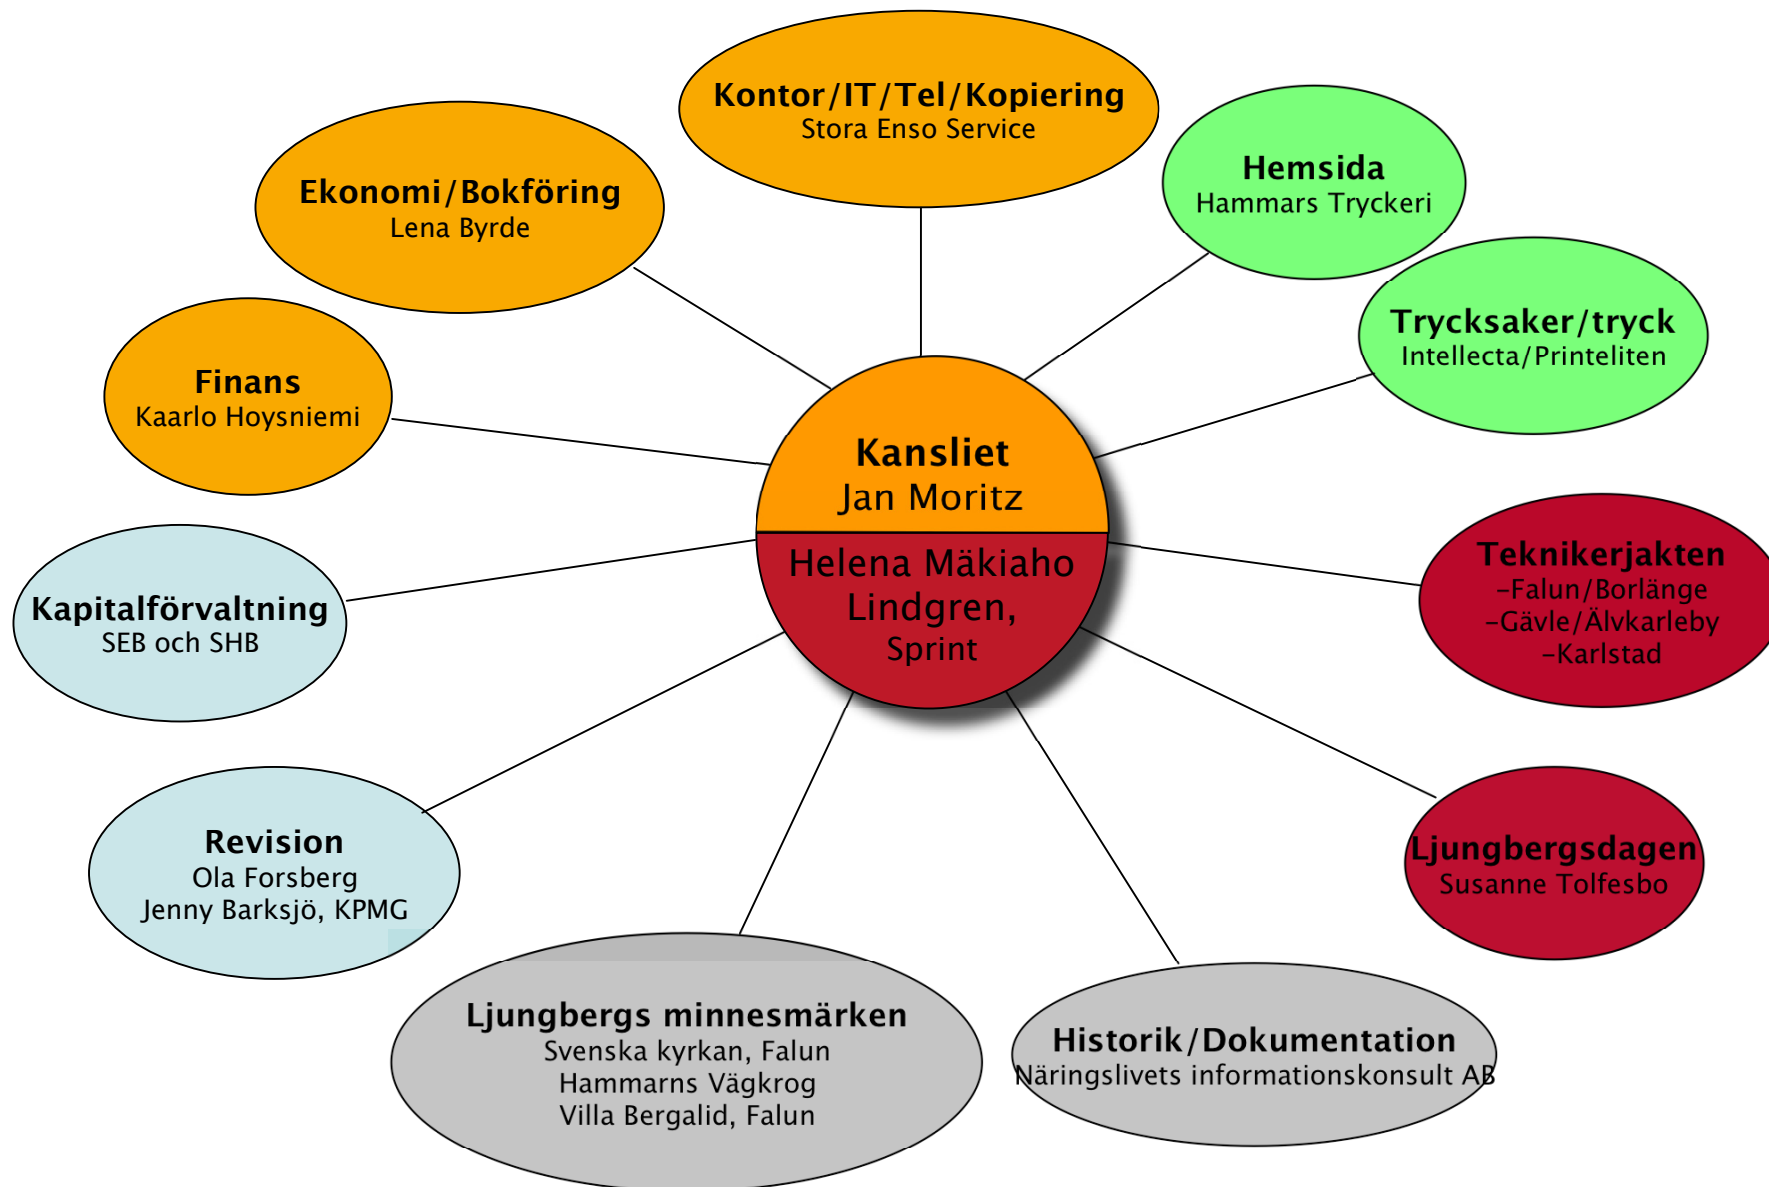 Kontor/IT/Tel/Kopiering
Stora Enso Service
Hemsida
Hammars Tryckeri
Ekonomi/Bokföring
Lena Byrde
Trycksaker/tryck
Intellecta/Printeliten
Finans
Kaarlo Hoysniemi
Kansliet
Jan Moritz
Helena Mäkiaho
Lindgren,
Sprint
Teknikerjakten
-Falun/Borlänge
-Gävle/Älvkarleby
-Karlstad
Kapitalförvaltning
SEB och SHB
Revision
Ola Forsberg
Jenny Barksjö, KPMG
Ljungbergsdagen
Susanne Tolfesbo
Ljungbergs minnesmärken
Svenska kyrkan, Falun
Hammarns Vägkrog
Villa Bergalid, Falun
Historik/Dokumentation
Näringslivets informationskonsult AB